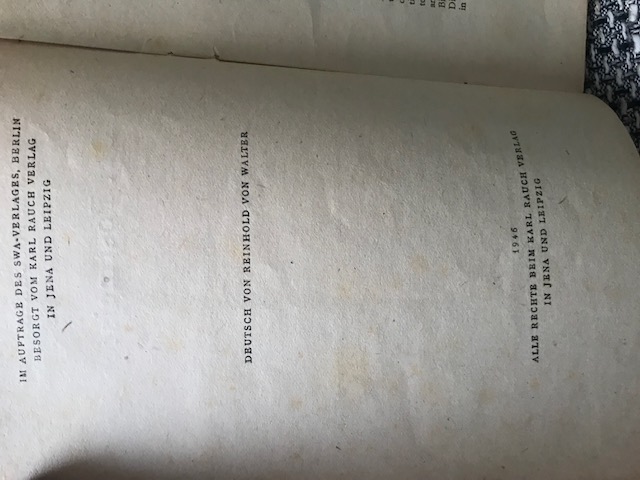 IM AUFTRAGE DES SWA-VERLAGES, BERLIN
BESORGT VOM KARL RAUCH VERLAG
IN JENA UND LEIPZIG
DEUTSCH VON REINHOLD VON WALTER
1946
ALLE RECHTE BEIM KARL RAUCH VERLAG
IN JENA UND LEIPZIG